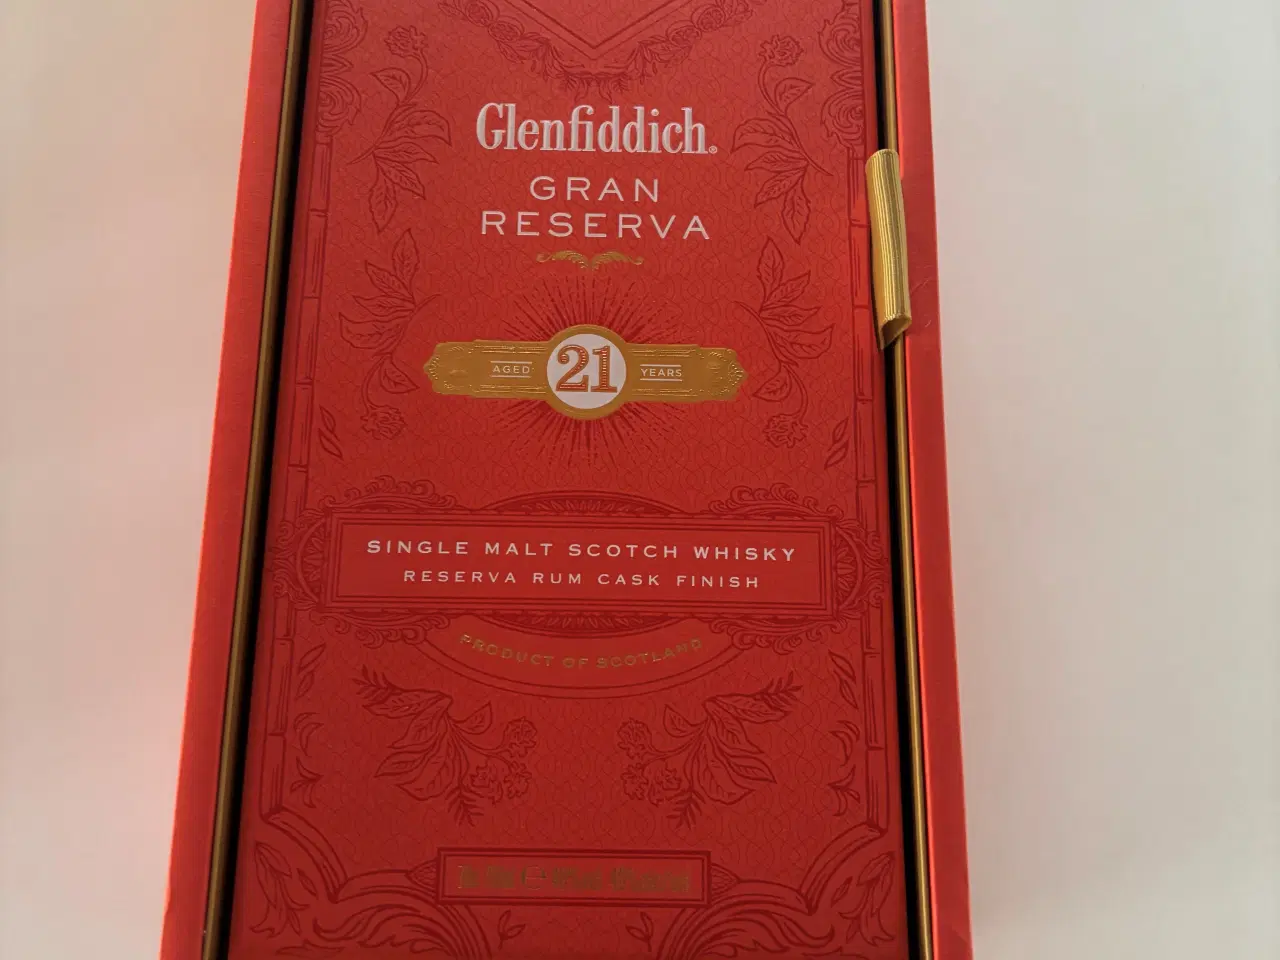 Glenfiddich®
GRAN
RESERVA
AGED 21 YEARS
SINGLE MALT SCOTCH WHISKY
RESERVA RUM CASK FINISH
PRODUCT OF SCOTLAND